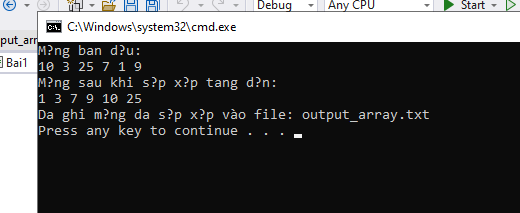 Debug
Any CPU
Start
C:\Windows\system32\cmd.exe
put_arr
Bai1
M?ng ban d?u:
10 3 25 7 1 9
M?ng sau khi s?p x?p tang d?n:
1 3 7 9 10 25
Da ghi m?ng da s?p x?p vào file: output_array.txt
Press any key to continue . . .